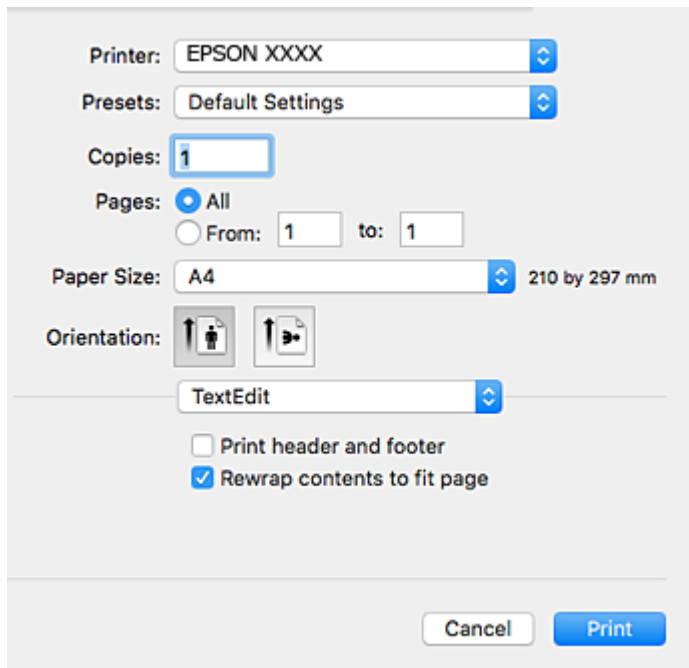 Printer: EPSON XXXX
Presets: Default Settings
Copies: 1
Pages: All
From: 1 to: 1
Paper Size: A4 210 by 297 mm
Orientation:
TextEdit
Print header and footer
Rewrap contents to fit page
Cancel Print